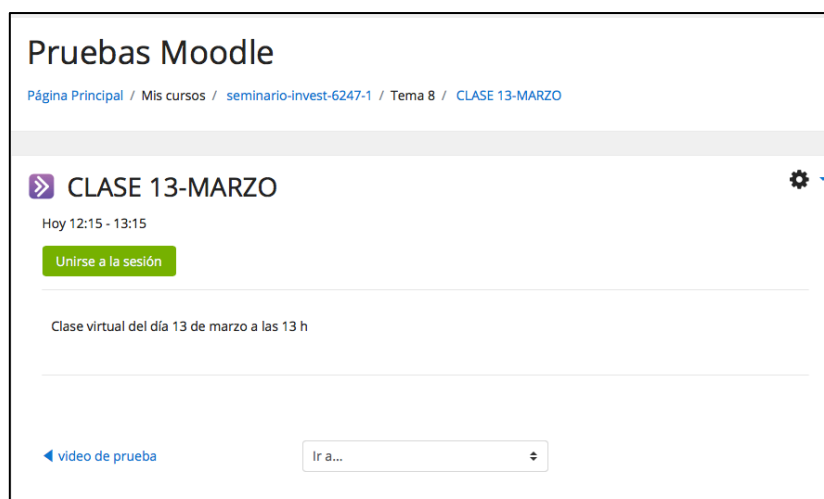 Pruebas Moodle
Página Principal / Mis cursos / seminario-invest-6247-1 / Tema 8 / CLASE 13-MARZO
CLASE 13-MARZO
Hoy 12:15 - 13:15
Unirse a la sesión
Clase virtual del día 13 de marzo a las 13 h
video de prueba
Ir a...